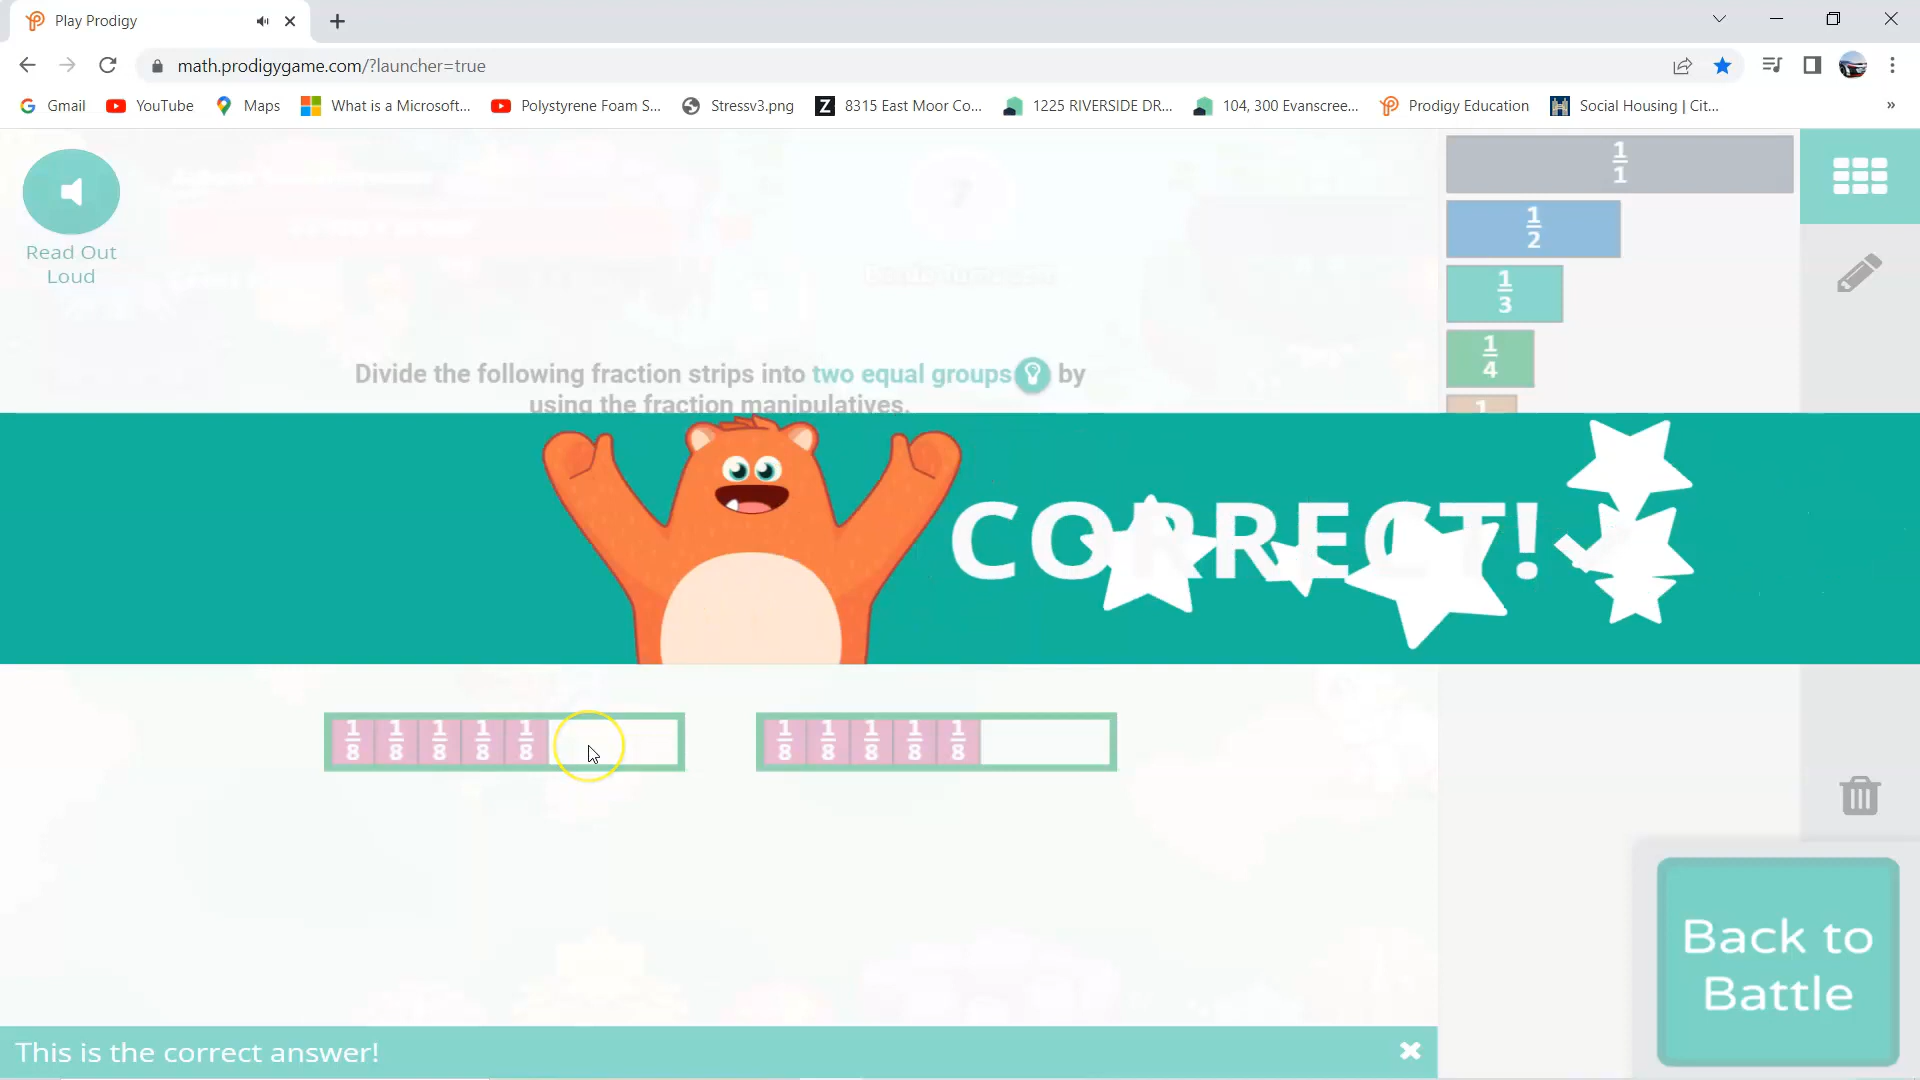 Play Prodigy
math.prodigygame.com/?launcher=true
Gmail
YouTube
Maps
What is a Microsoft...
Polystyrene Foam S...
Stressv3.png
8315 East Moor Co...
1225 RIVERSIDE DR...
104, 300 Evanscree...
Prodigy Education
Social Housing | Cit...
»
Read Out
Loud
7
Divide the following fraction strips into two equal groups by
using the fraction manipulatives.
1
1
1
2
1
3
1
4
1
CORRECT!
1 1 1 1 1
8 8 8 8 8
1 1 1 1 1
8 8 8 8 8
Back to
Battle
This is the correct answer!